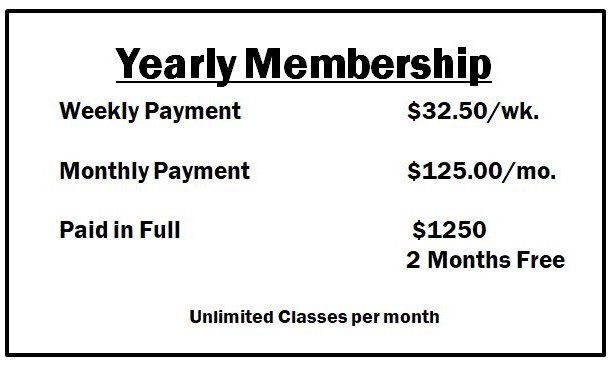 Yearly Membership
Weekly Payment $32.50/wk.
Monthly Payment $125.00/mo.
Paid in Full $1250
2 Months Free
Unlimited Classes per month